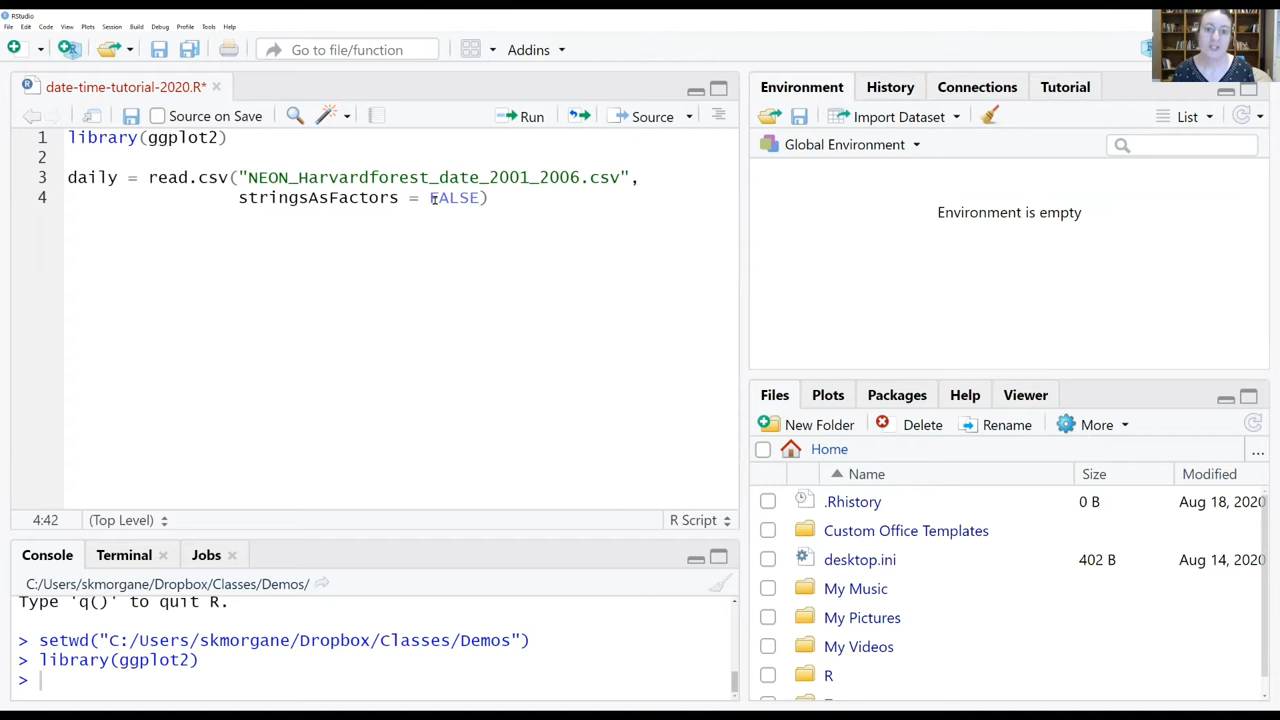 RStudio
File Edit Code View Plots Session Build Debug Profile Tools Help
Go to file/function
Addins
date-time-tutorial-2020.R*
Source on Save
Run
Source
1 library(ggplot2)
2
3 daily = read.csv("NEON_Harvardforest_date_2001_2006.csv",
4 stringsAsFactors = FALSE)
4:42 (Top Level) R Script
Console Terminal Jobs
C:/Users/skmorgane/Dropbox/Classes/Demos/
Type 'q()' to quit R.
> setwd("C:/Users/skmorgane/Dropbox/Classes/Demos")
> library(ggplot2)
>
Environment History Connections Tutorial
Import Dataset List
Global Environment
Environment is empty
Files Plots Packages Help Viewer
New Folder Delete Rename More
Home ...
Name Size Modified
.Rhistory 0 B Aug 18, 2020
Custom Office Templates
desktop.ini 402 B Aug 14, 2020
My Music
My Pictures
My Videos
R